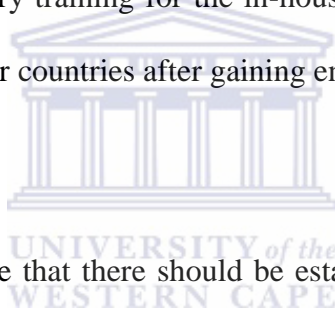 ry training for the in-hous
r countries after gaining er
e that there should be esta
UNIVERSITY of the
WESTERN CAPE